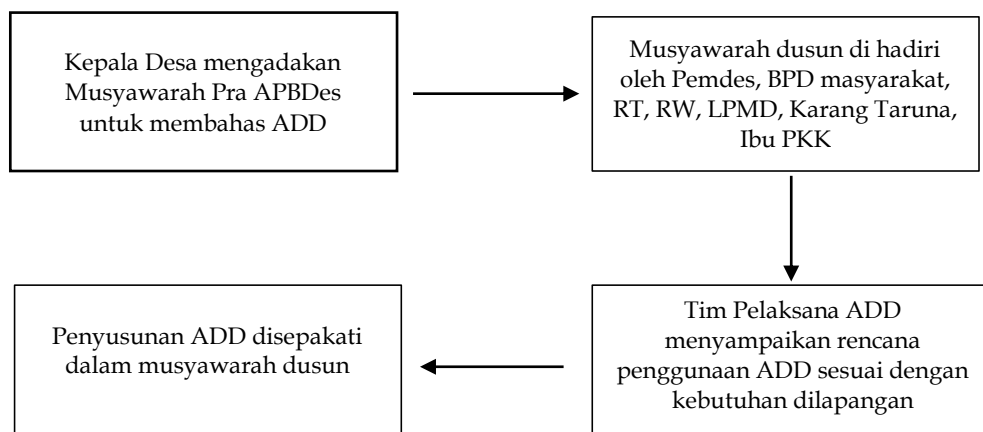 Kepala Desa mengadakan
Musyawarah Pra APBDes
untuk membahas ADD
Musyawarah dusun di hadiri
oleh Pemdes, BPD masyarakat,
RT, RW, LPMD, Karang Taruna,
Ibu PKK
Tim Pelaksana ADD
menyampaikan rencana
penggunaan ADD sesuai dengan
kebutuhan dilapangan
Penyusunan ADD disepakati
dalam musyawarah dusun